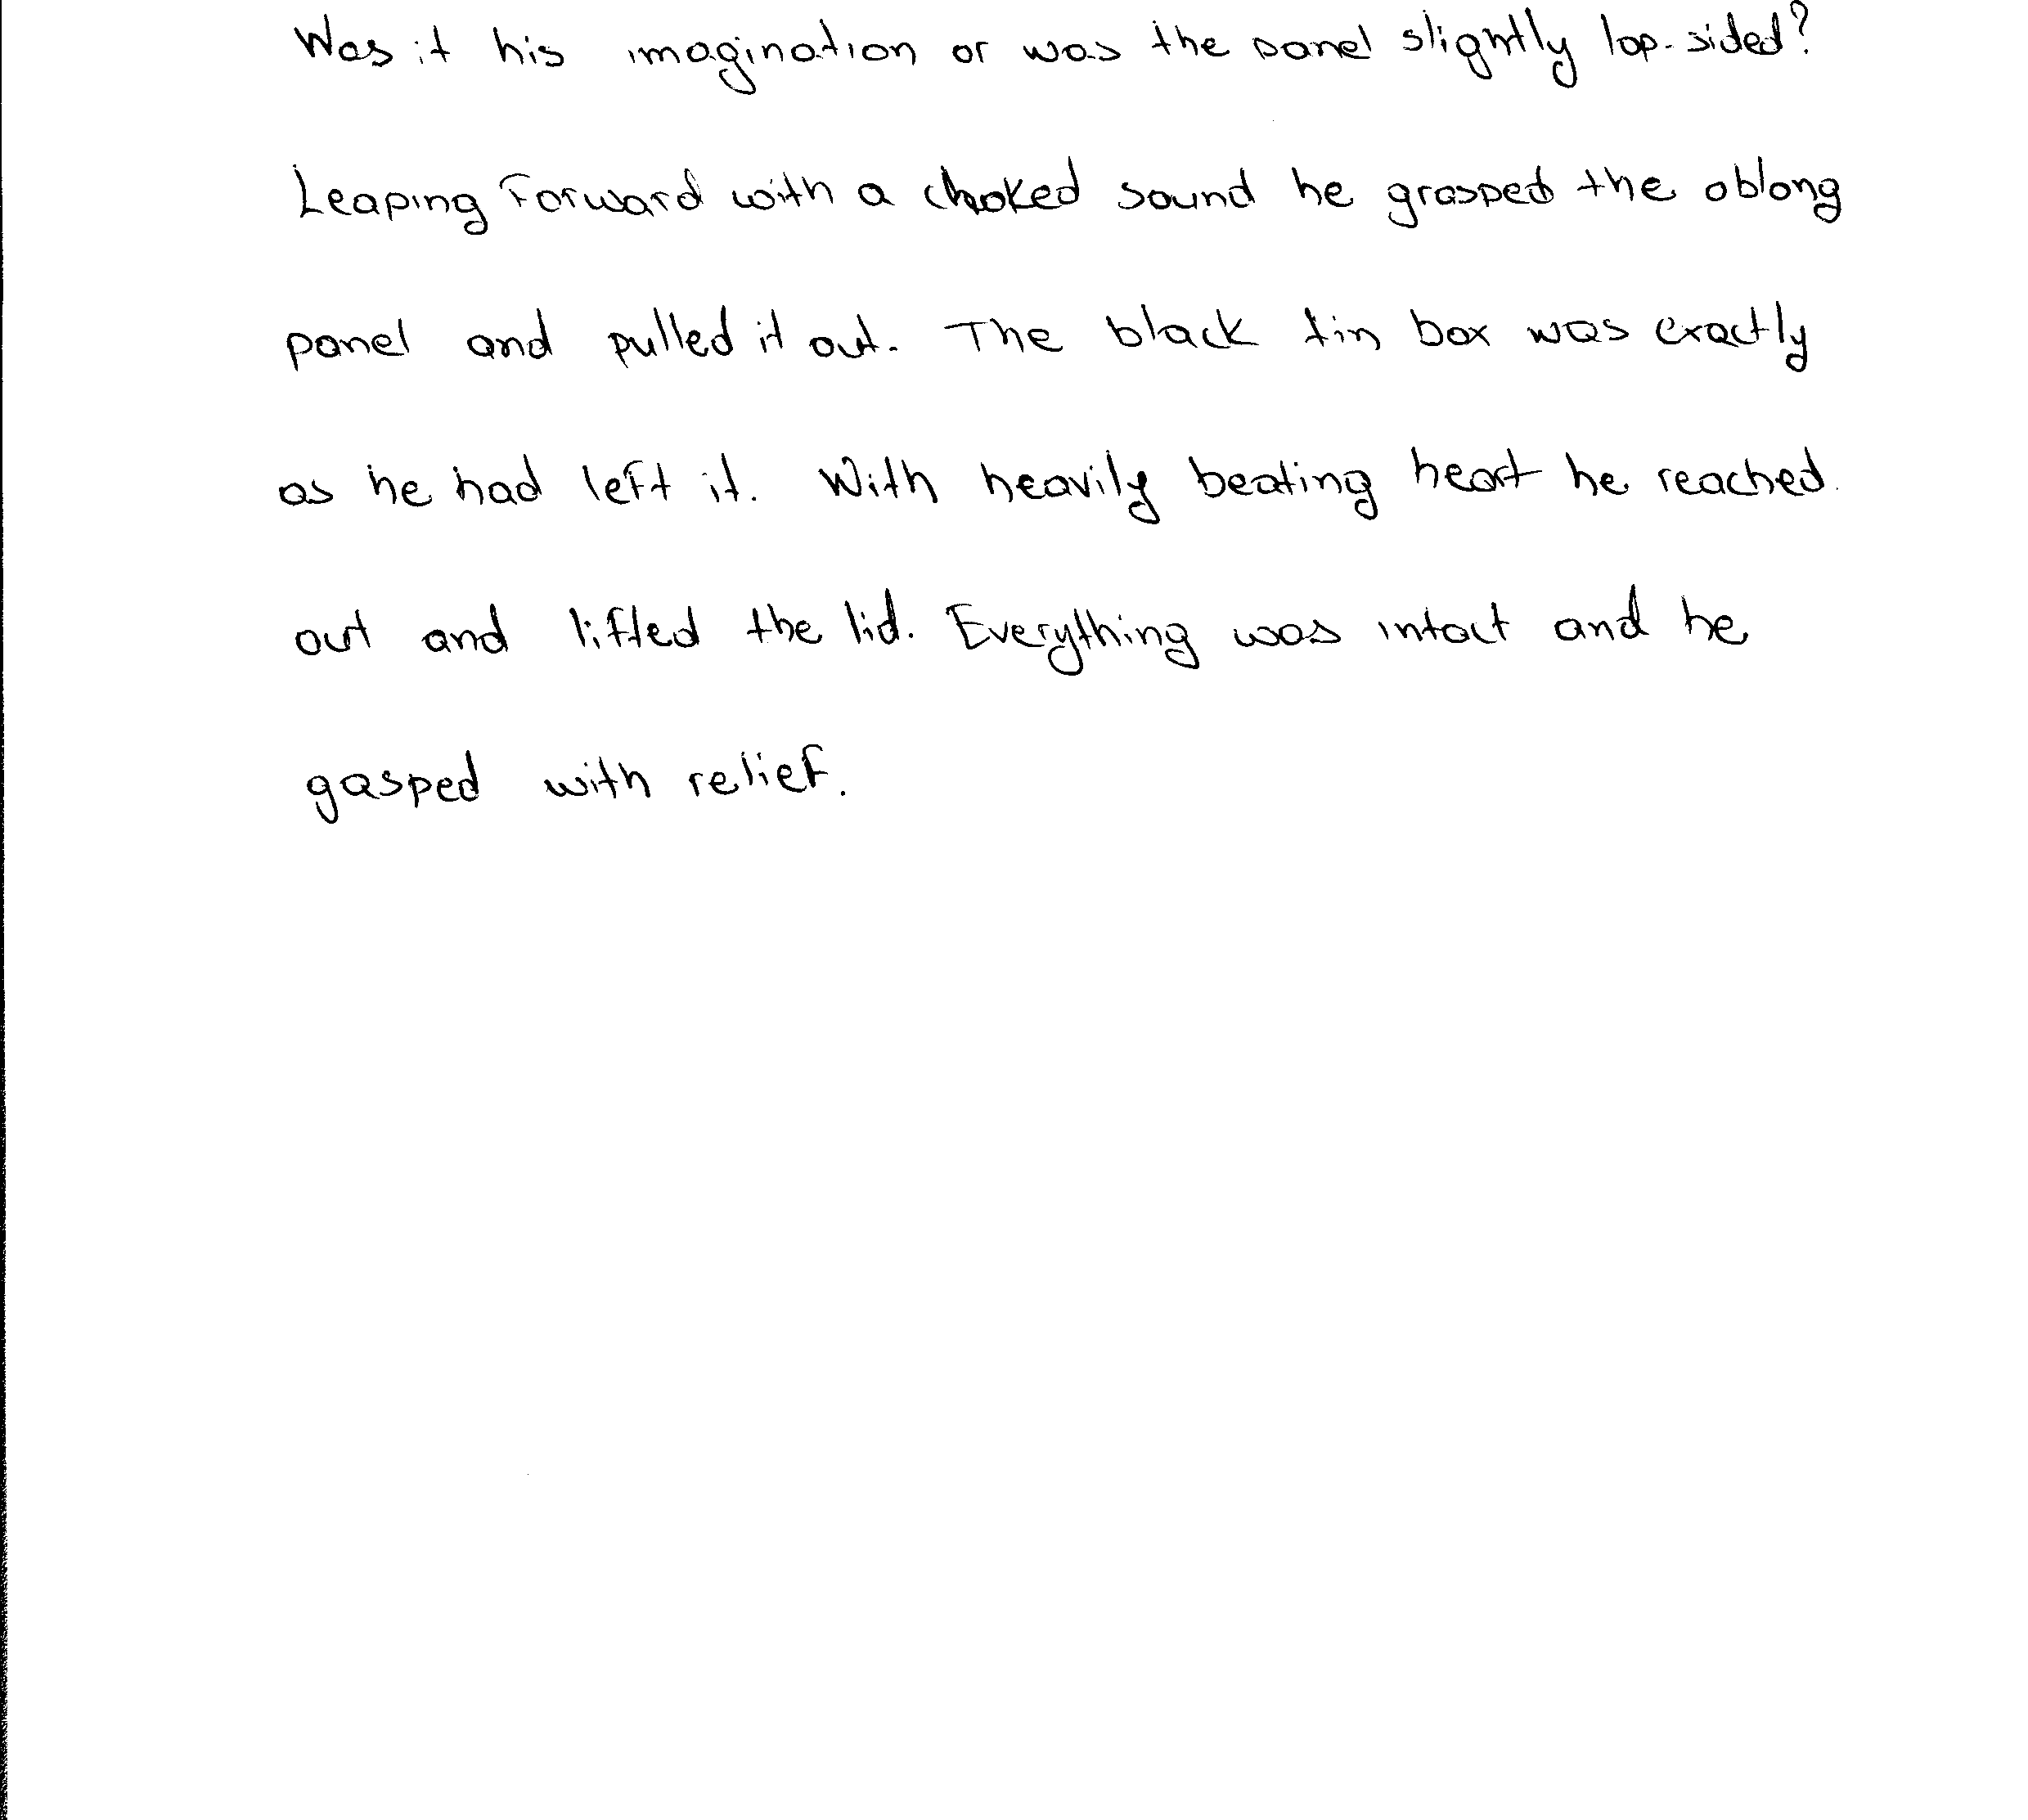 Was it his imagination or was the panel slightly lop-sided?
Leaping forward with a choked sound he grasped the oblong
panel and pulled it out. The black tin box was exactly
as he had left it. With heavily beating heart he reached
out and lifted the lid. Everything was intact and he
gasped with relief.